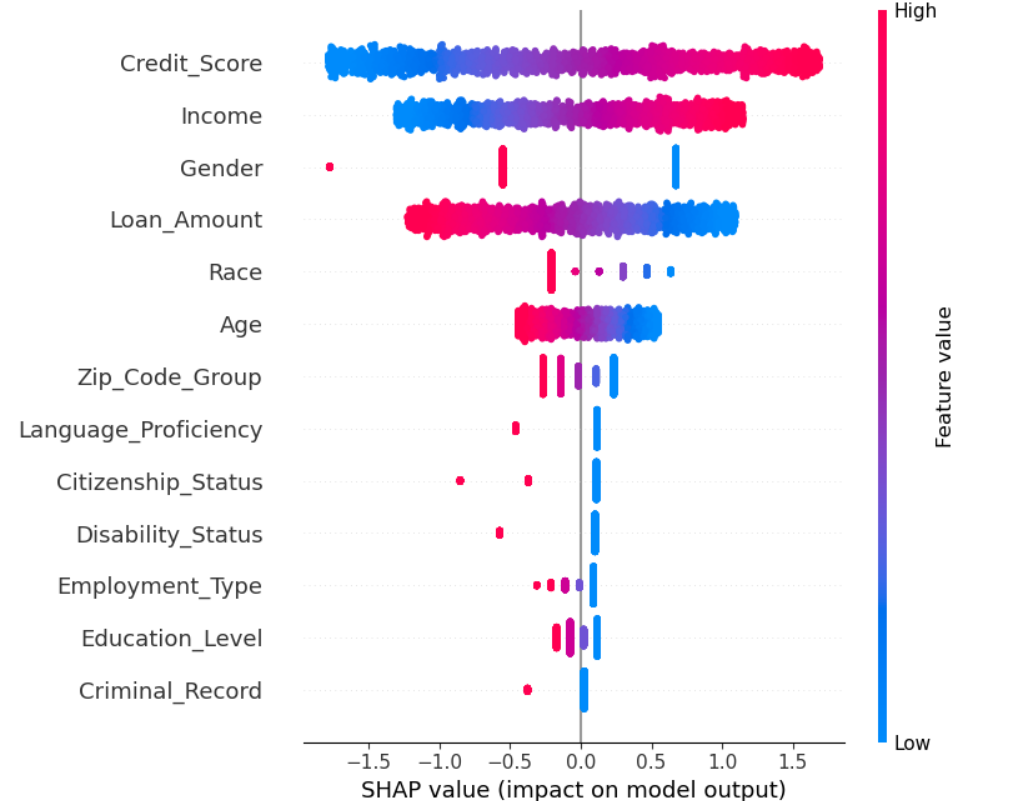 High
Credit_Score
Income
Gender
Loan_Amount
Race
Age
Zip_Code_Group
Language_Proficiency
Citizenship_Status
Disability_Status
Employment_Type
Education_Level
Criminal_Record
Feature value
Low
−1.5 −1.0 −0.5 0.0 0.5 1.0 1.5
SHAP value (impact on model output)